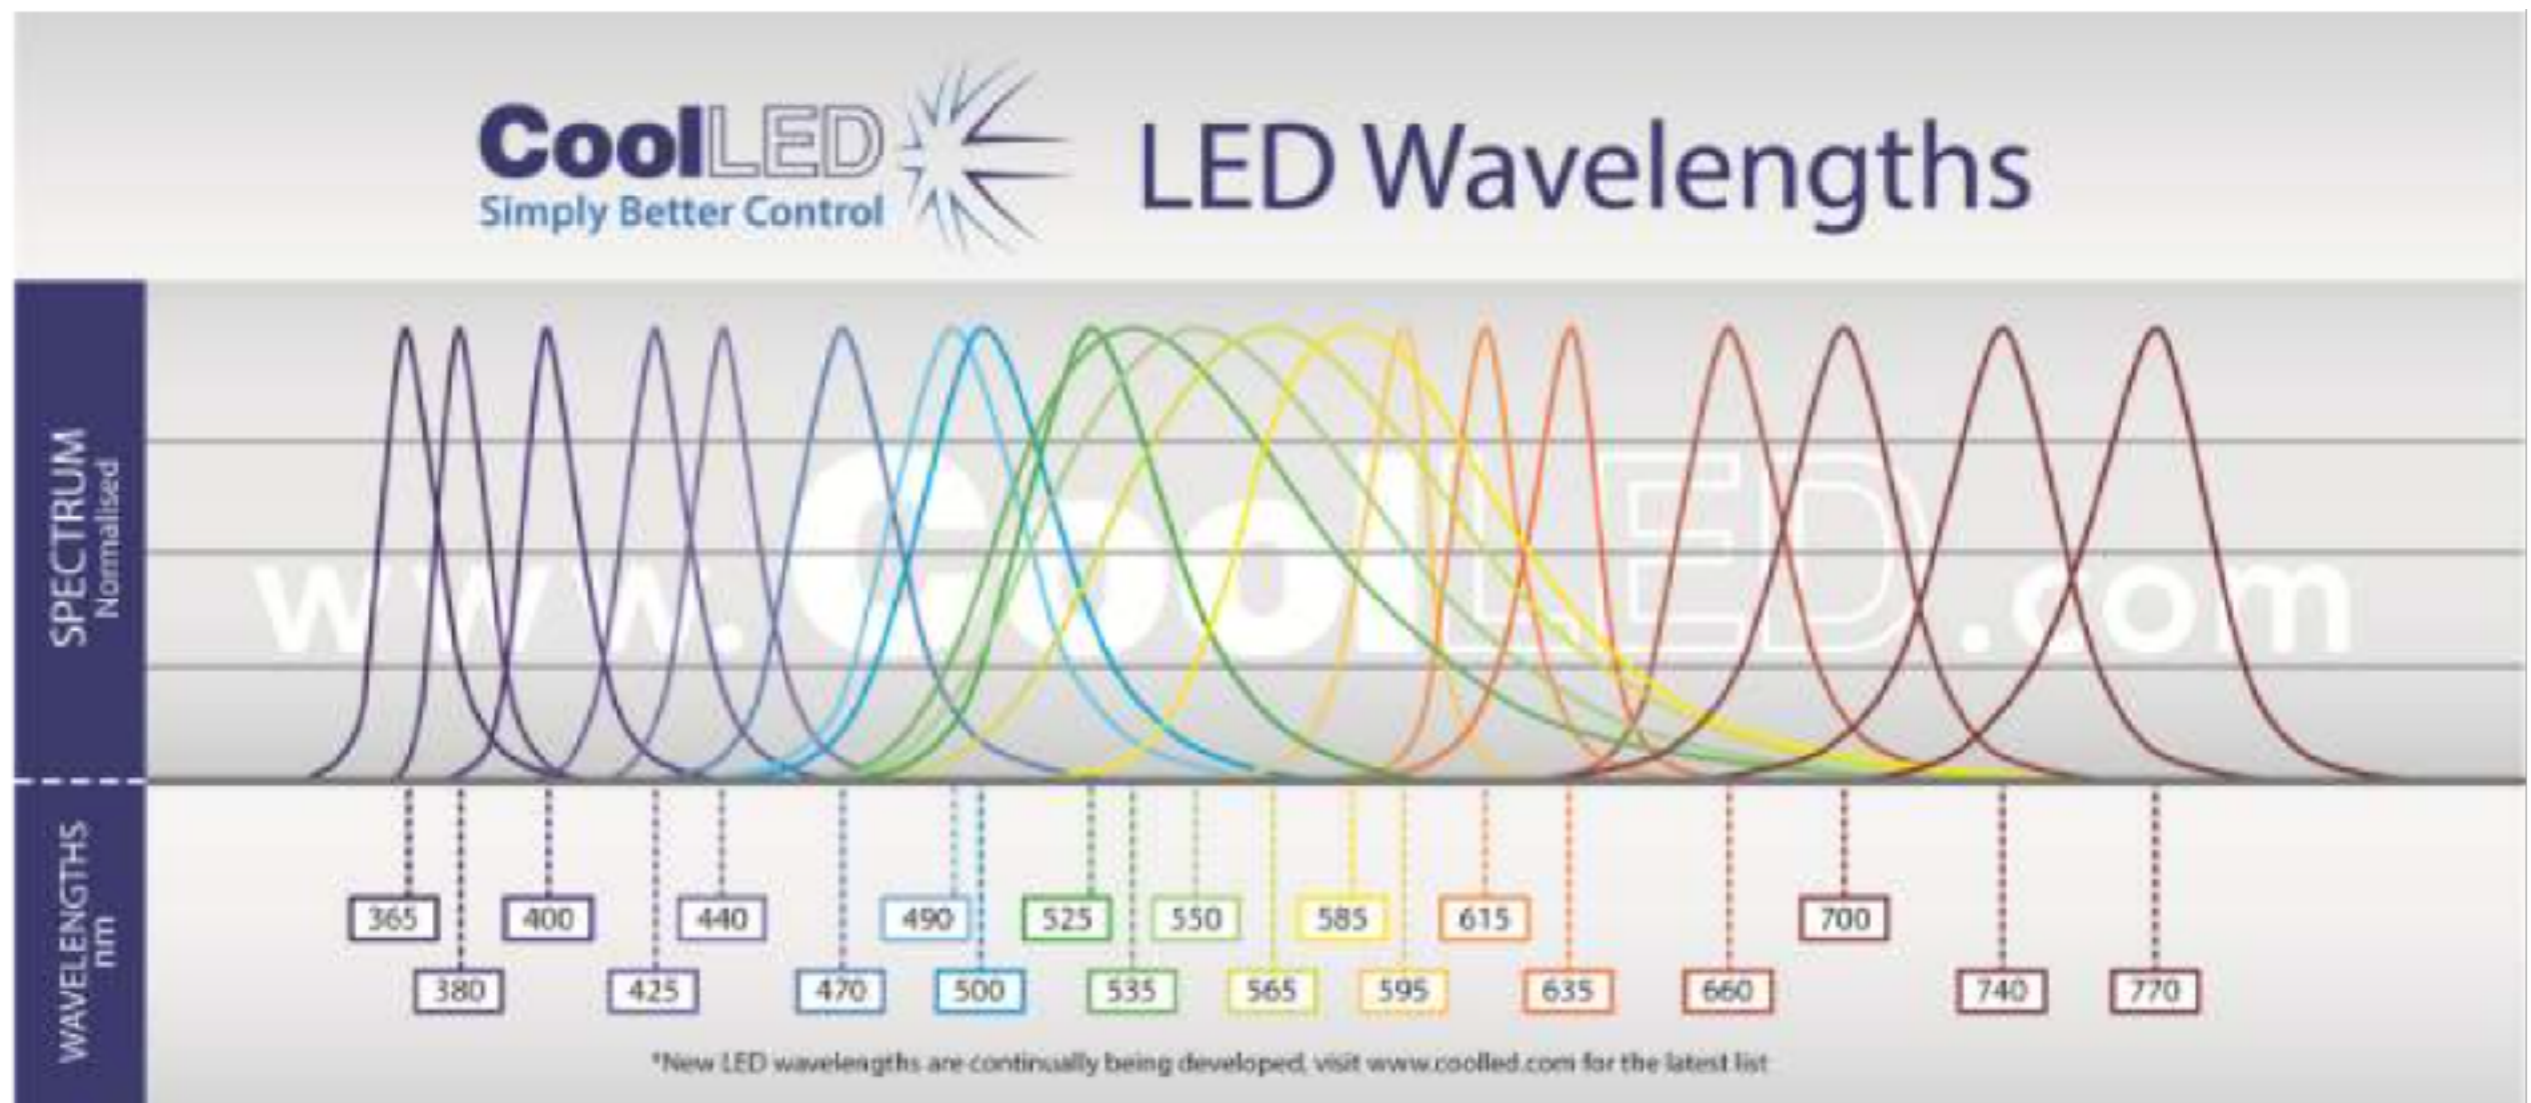 CoolLED
Simply Better Control
LED Wavelengths
SPECTRUM
Normalised
www.CoolLED.com
WAVELENGTHS
nm
365 400 440 490 525 550 585 615 700
380 425 470 500 535 565 595 635 660 740 770
*New LED wavelengths are continually being developed, visit www.coolled.com for the latest list